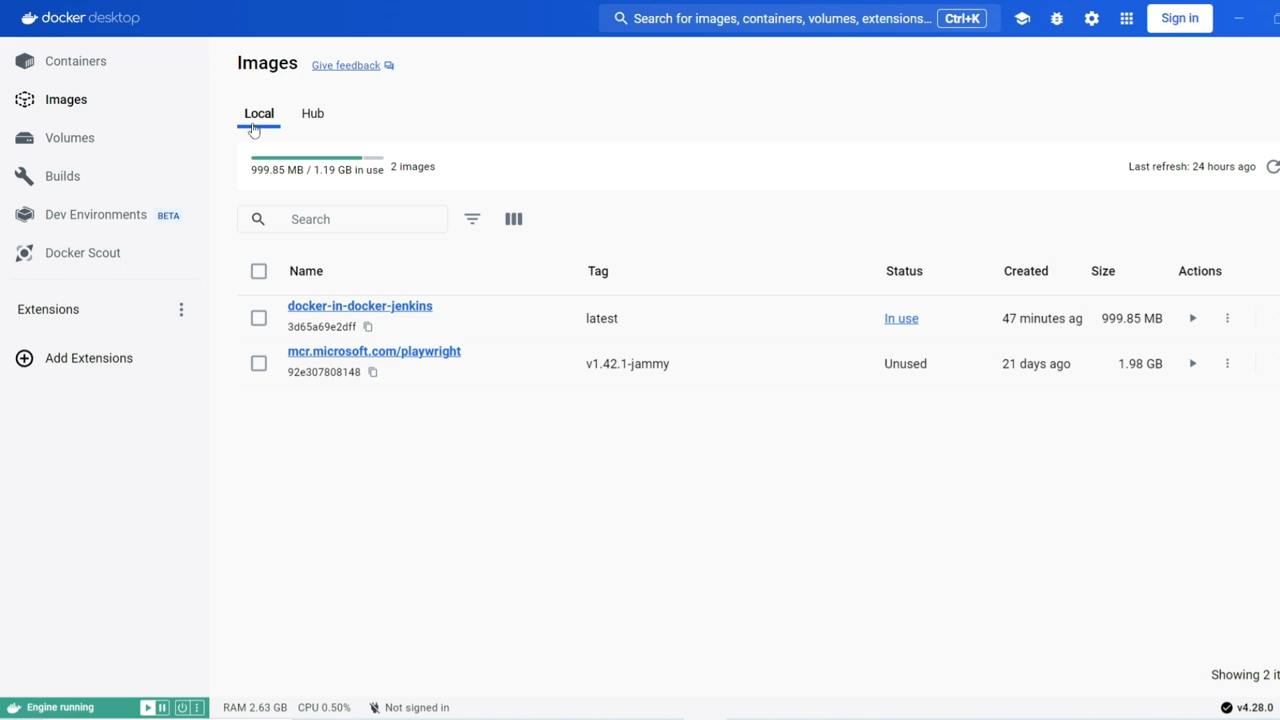 docker desktop
Search for images, containers, volumes, extensions... Ctrl+K
Sign in
Containers
Images
Volumes
Builds
Dev Environments BETA
Docker Scout
Extensions
Add Extensions
Images Give feedback
Local Hub
999.85 MB / 1.19 GB in use 2 images
Last refresh: 24 hours ago
Search
Name Tag Status Created Size Actions
docker-in-docker-jenkins
3d65a69e2dff
latest In use 47 minutes ag 999.85 MB
mcr.microsoft.com/playwright
92e307808148
v1.42.1-jammy Unused 21 days ago 1.98 GB
Showing 2 it
Engine running
RAM 2.63 GB CPU 0.50% Not signed in
v4.28.0